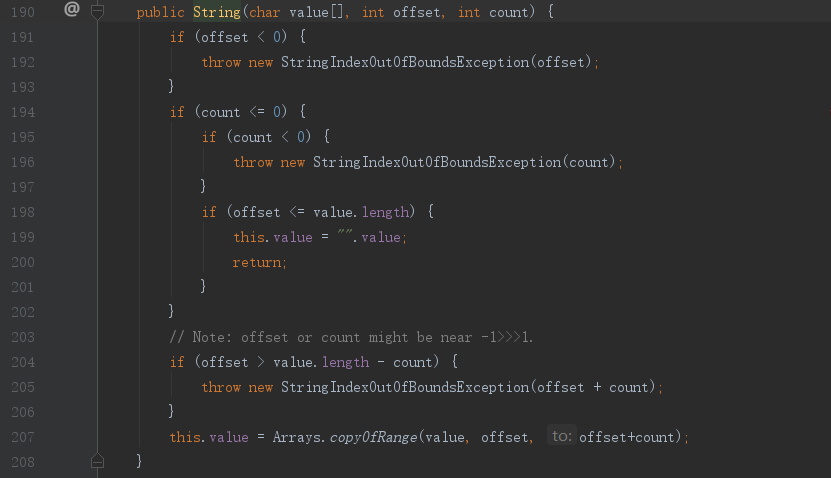 190 @ public String(char value[], int offset, int count) {
191 if (offset < 0) {
192 throw new StringIndexOutOfBoundsException(offset);
193 }
194 if (count <= 0) {
195 if (count < 0) {
196 throw new StringIndexOutOfBoundsException(count);
197 }
198 if (offset <= value.length) {
199 this.value = "".value;
200 return;
201 }
202 }
203 // Note: offset or count might be near -1>>>1.
204 if (offset > value.length - count) {
205 throw new StringIndexOutOfBoundsException(offset + count);
206 }
207 this.value = Arrays.copyOfRange(value, offset, to: offset+count);
208 }